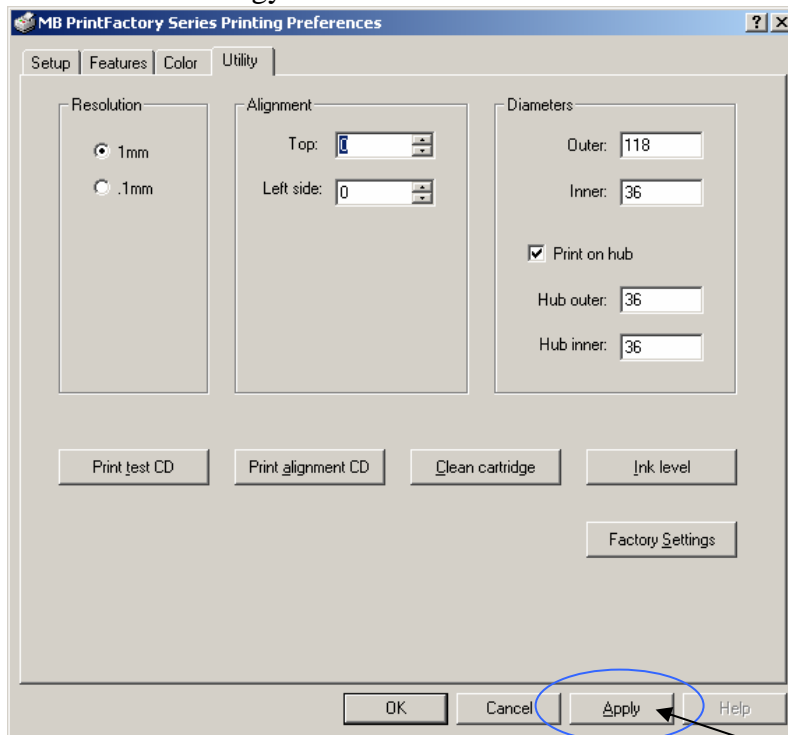 MB PrintFactory Series Printing Preferences
Setup Features Color Utility
Resolution
1mm
.1mm
Alignment
Top: 0
Left side: 0
Diameters
Outer: 118
Inner: 36
Print on hub
Hub outer: 36
Hub inner: 36
Print test CD Print alignment CD Clean cartridge Ink level
Factory Settings
OK Cancel Apply Help